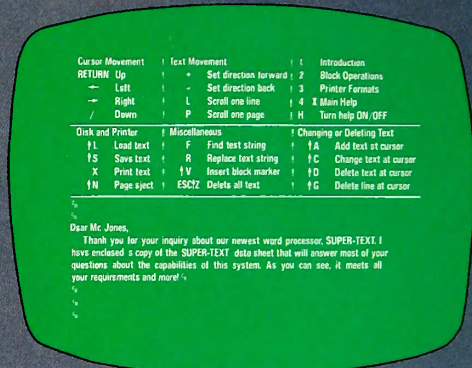 Cursor Movement ! Text Movement ! 1 Introduction
RETURN Up ! + Set direction forward ! 2 Block Operations
← Left ! - Set direction back ! 3 Printer Formats
→ Right ! L Scroll one line ! 4 X Main Help
/ Down ! P Scroll one page ! H Turn help ON/OFF
Disk and Printer ! Miscellaneous ! Changing or Deleting Text
↑L Load text ! F Find test string ! ↑A Add text at cursor
↑S Savs text ! R Replace text string ! ↑C Change text at cursor
X Print text ! ↑V Insert block marker ! ↑D Delete text at cursor
↑N Page eject ! ESC↑Z Deletes all text ! ↑G Delete line at cursor
Dsar Mr. Jones,
Thank you for your inquiry about our newest word processor, SUPER-TEXT. I
hsvs enclosed s copy of the SUPER-TEXT dsts sheet that will answer most of your
questions about the capabilities of this system. As you can see, it meets all
your requirsments and more!